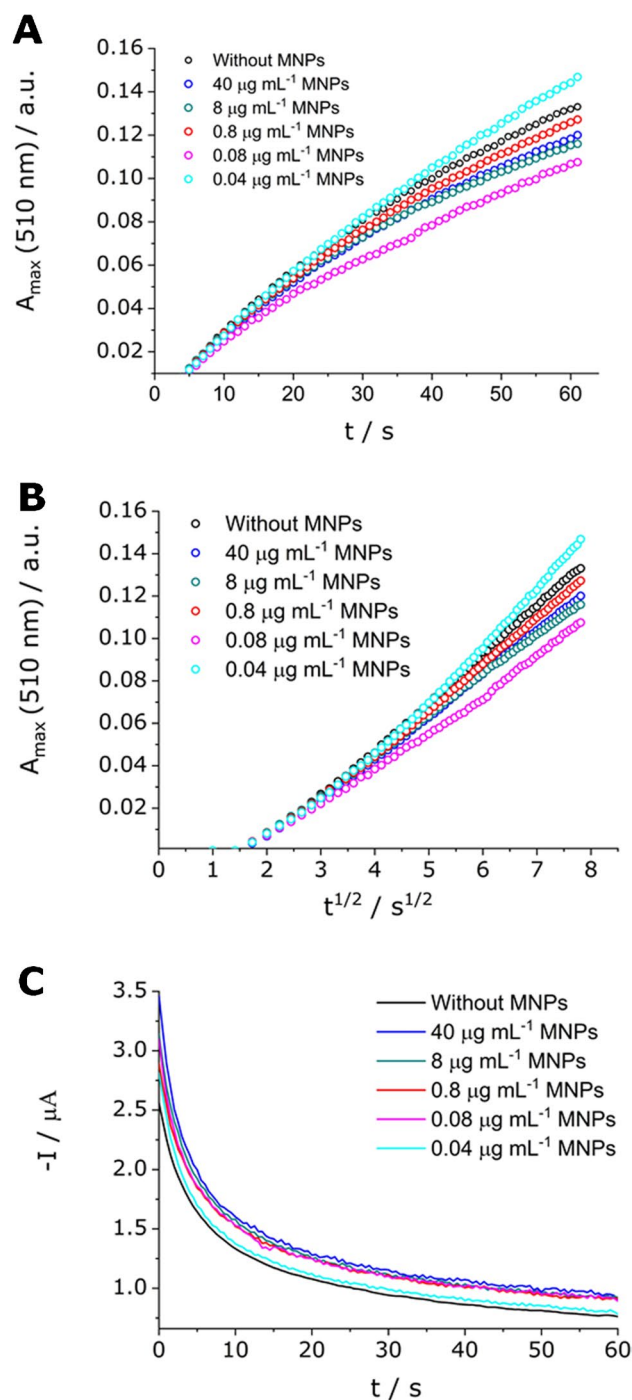 A
0.16
0.14
0.12
0.10
0.08
0.06
0.04
0.02
A_max (510 nm) / a.u.
Without MNPs
40 μg mL⁻¹ MNPs
8 μg mL⁻¹ MNPs
0.8 μg mL⁻¹ MNPs
0.08 μg mL⁻¹ MNPs
0.04 μg mL⁻¹ MNPs
0 10 20 30 40 50 60
t / s
B
0.16
0.14
0.12
0.10
0.08
0.06
0.04
0.02
A_max (510 nm) / a.u.
Without MNPs
40 μg mL⁻¹ MNPs
8 μg mL⁻¹ MNPs
0.8 μg mL⁻¹ MNPs
0.08 μg mL⁻¹ MNPs
0.04 μg mL⁻¹ MNPs
0 1 2 3 4 5 6 7 8
t^1/2 / s^1/2
C
3.5
3.0
2.5
2.0
1.5
1.0
-I / μA
Without MNPs
40 μg mL⁻¹ MNPs
8 μg mL⁻¹ MNPs
0.8 μg mL⁻¹ MNPs
0.08 μg mL⁻¹ MNPs
0.04 μg mL⁻¹ MNPs
0 10 20 30 40 50 60
t / s